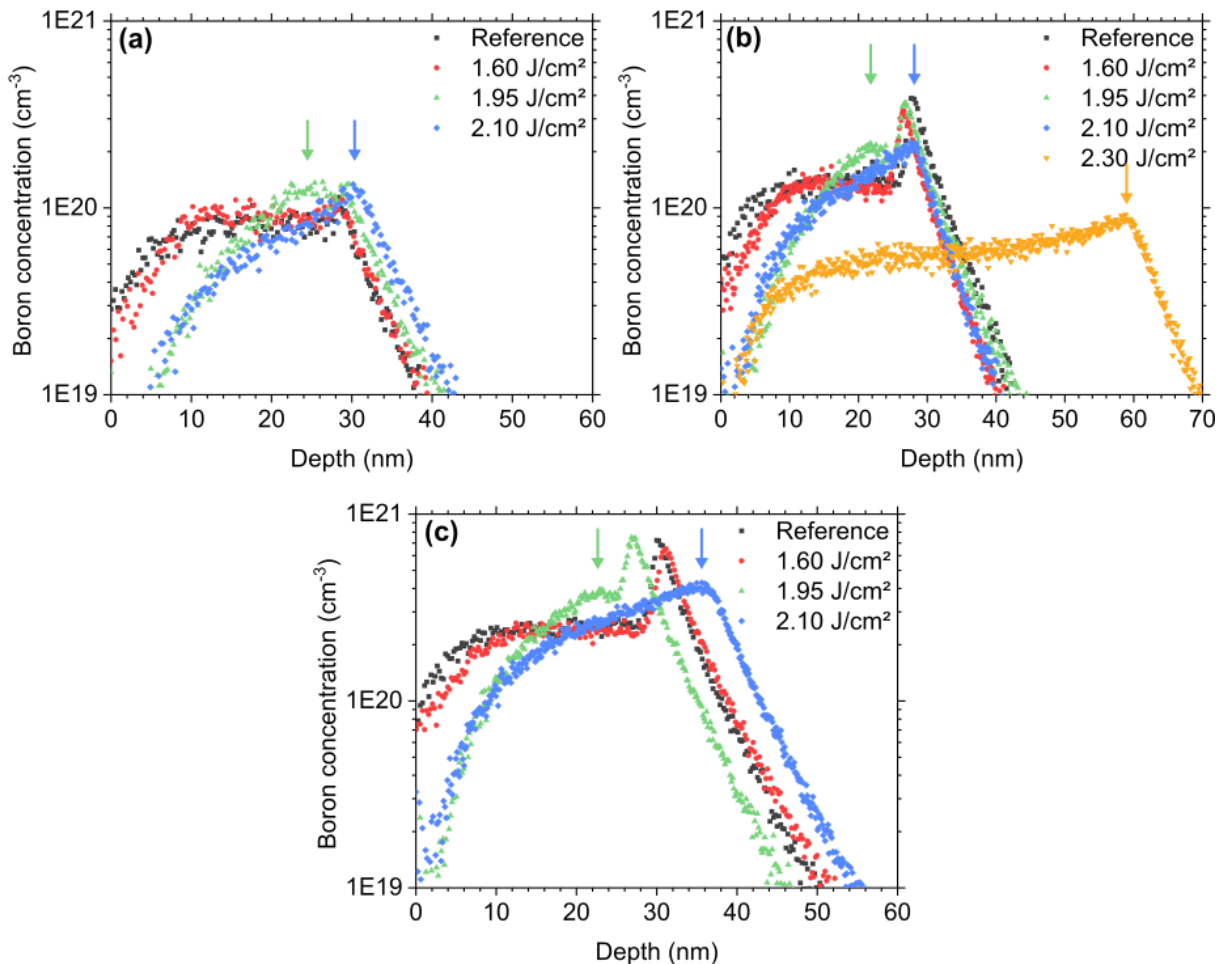 (a)
Reference
1.60 J/cm²
1.95 J/cm²
2.10 J/cm²
1E21
1E20
1E19
Boron concentration (cm⁻³)
0 10 20 30 40 50 60
Depth (nm)
(b)
Reference
1.60 J/cm²
1.95 J/cm²
2.10 J/cm²
2.30 J/cm²
1E21
1E20
1E19
Boron concentration (cm⁻³)
0 10 20 30 40 50 60 70
Depth (nm)
(c)
Reference
1.60 J/cm²
1.95 J/cm²
2.10 J/cm²
1E21
1E20
1E19
Boron concentration (cm⁻³)
0 10 20 30 40 50 60
Depth (nm)